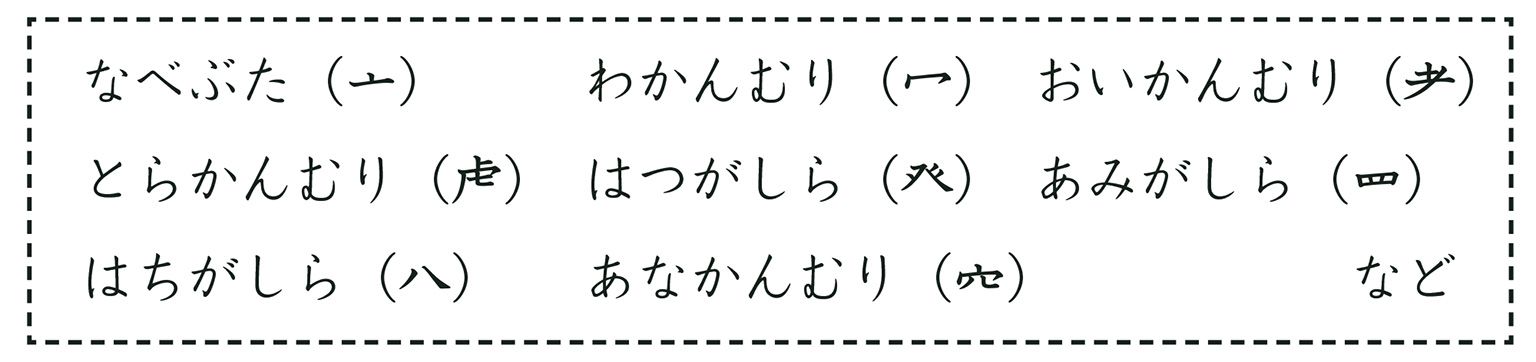 なべぶた（亠）　わかんむり（冖）　おいかんむり（耂）
とらかんむり（虍）　はつがしら（癶）　あみがしら（罒）
はちがしら（八）　あなかんむり（穴）　など